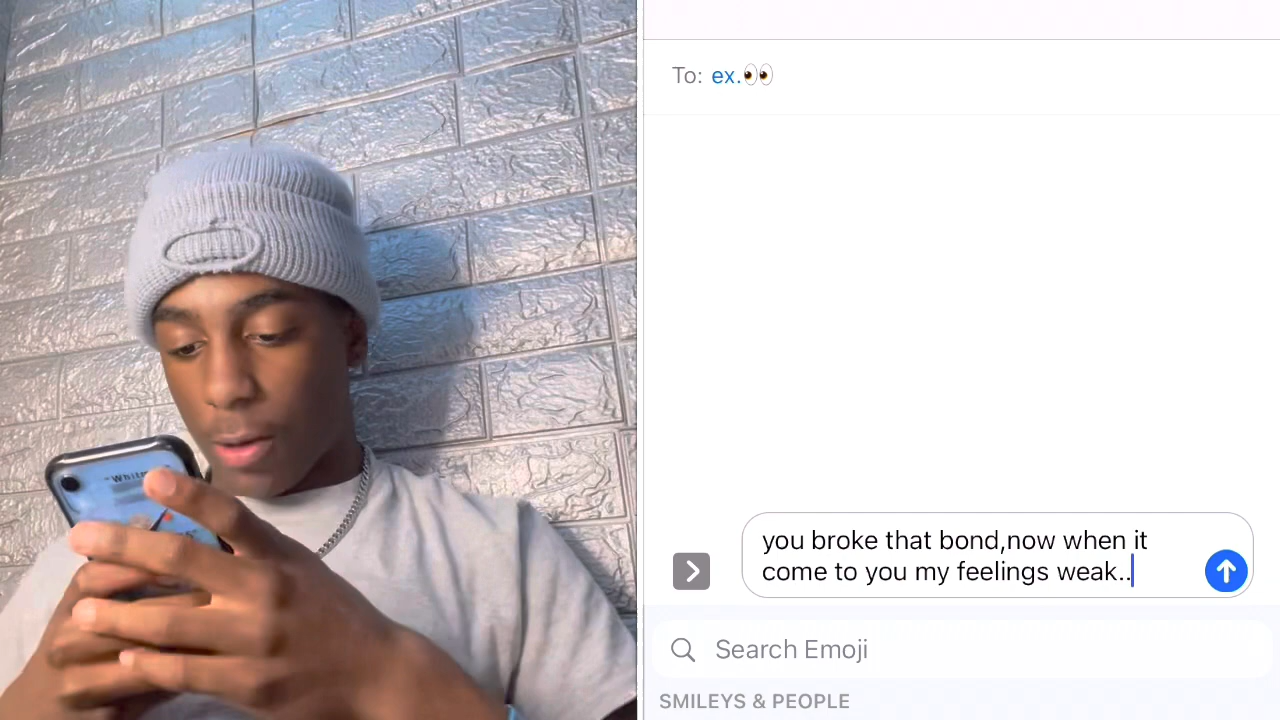 To: ex.👀
you broke that bond,now when it
come to you my feelings weak..
Search Emoji
SMILEYS & PEOPLE